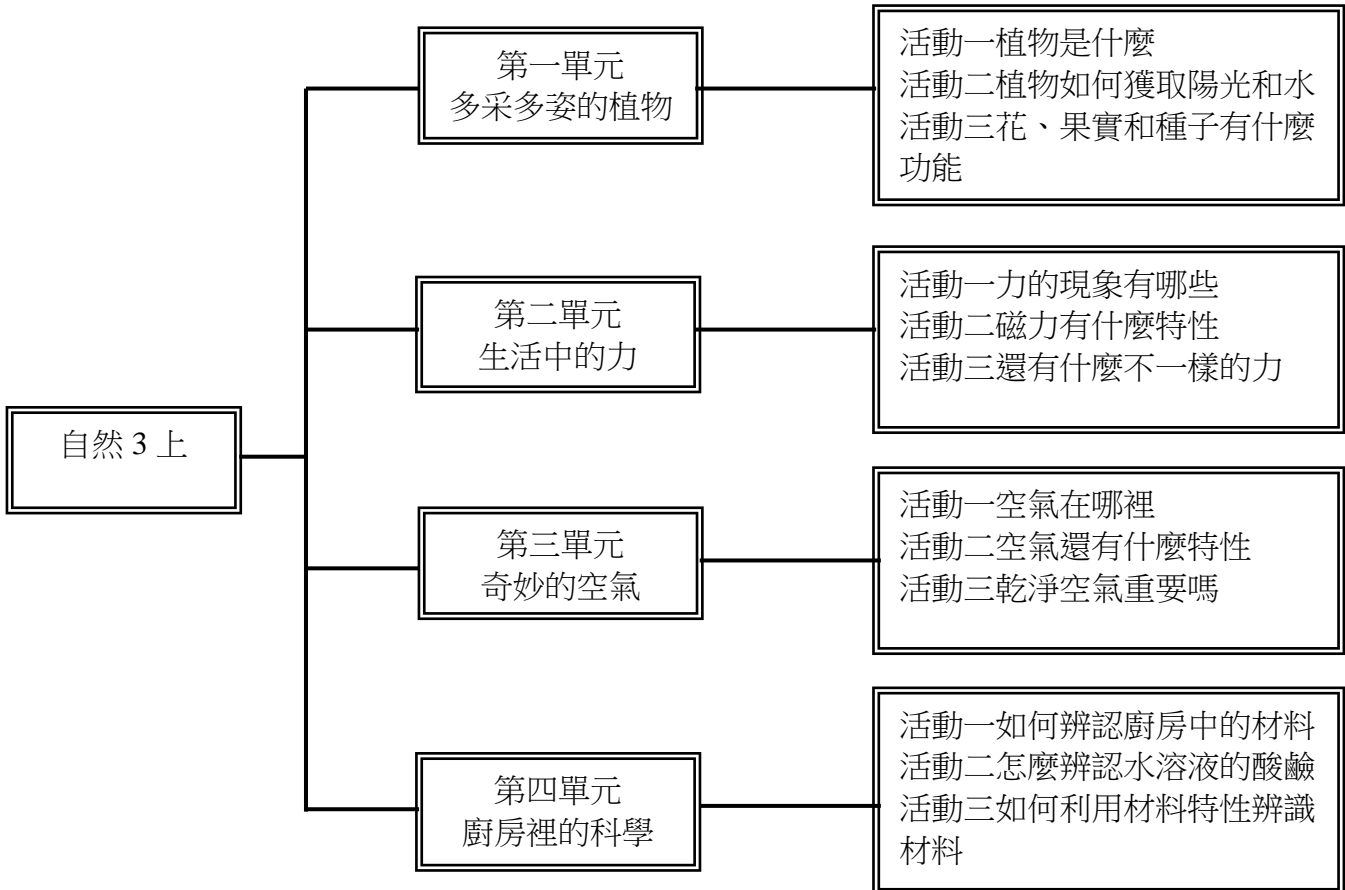 自然 3 上
第一單元
多采多姿的植物
活動一植物是什麼
活動二植物如何獲取陽光和水
活動三花、果實和種子有什麼
功能
第二單元
生活中的力
活動一力的現象有哪些
活動二磁力有什麼特性
活動三還有什麼不一樣的力
第三單元
奇妙的空氣
活動一空氣在哪裡
活動二空氣還有什麼特性
活動三乾淨空氣重要嗎
第四單元
廚房裡的科學
活動一如何辨認廚房中的材料
活動二怎麼辨認水溶液的酸鹼
活動三如何利用材料特性辨識
材料